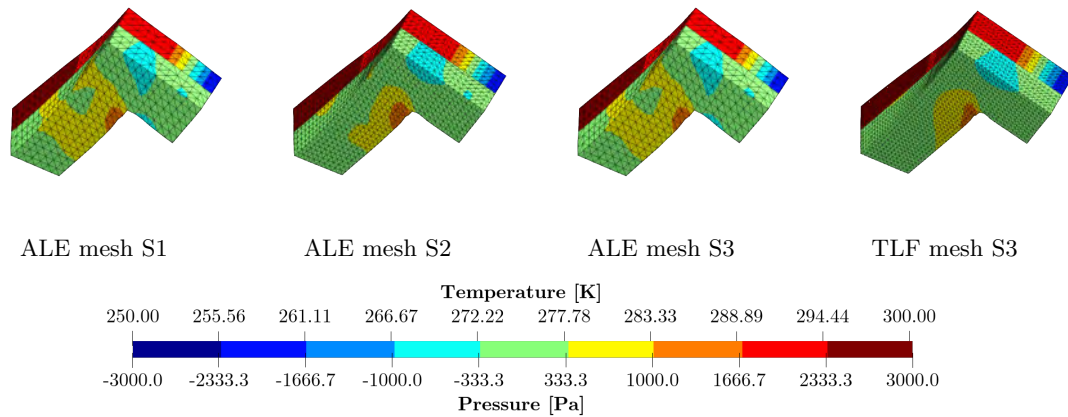 ALE mesh S1 ALE mesh S2 ALE mesh S3 TLF mesh S3
Temperature [K]
250.00 255.56 261.11 266.67 272.22 277.78 283.33 288.89 294.44 300.00
-3000.0 -2333.3 -1666.7 -1000.0 -333.3 333.3 1000.0 1666.7 2333.3 3000.0
Pressure [Pa]